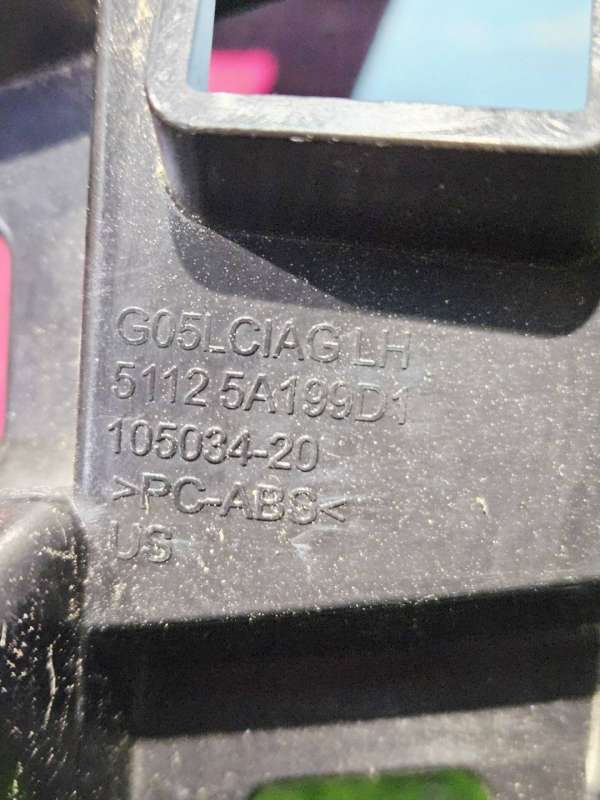 G05LCIAG LH
5112 5A199D1
105034-20
>PC-ABS<
US